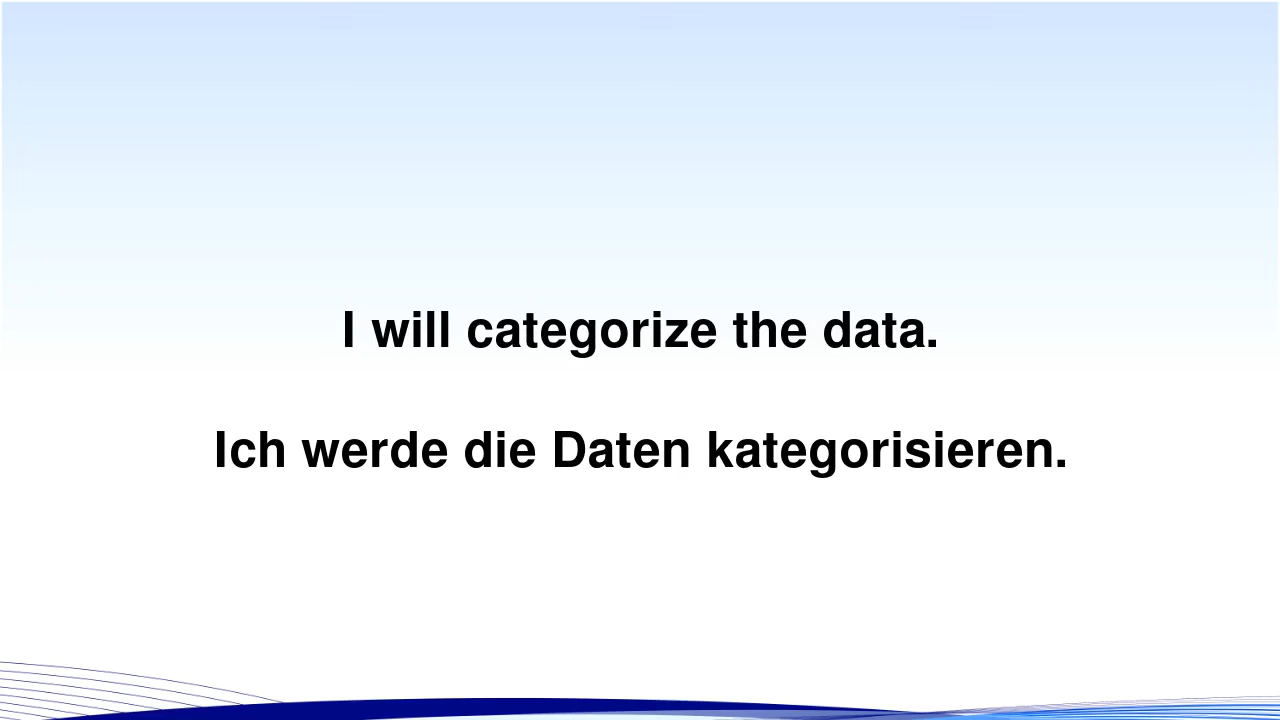 I will categorize the data.
Ich werde die Daten kategorisieren.